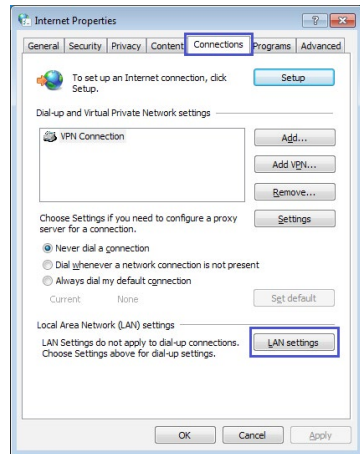 Internet Properties
General Security Privacy Content Connections Programs Advanced
To set up an Internet connection, click
Setup.
Setup
Dial-up and Virtual Private Network settings
VPN Connection
Add...
Add VPN...
Remove...
Choose Settings if you need to configure a proxy
server for a connection.
Settings
Never dial a connection
Dial whenever a network connection is not present
Always dial my default connection
Current None
Set default
Local Area Network (LAN) settings
LAN Settings do not apply to dial-up connections.
Choose Settings above for dial-up settings.
LAN settings
OK Cancel Apply